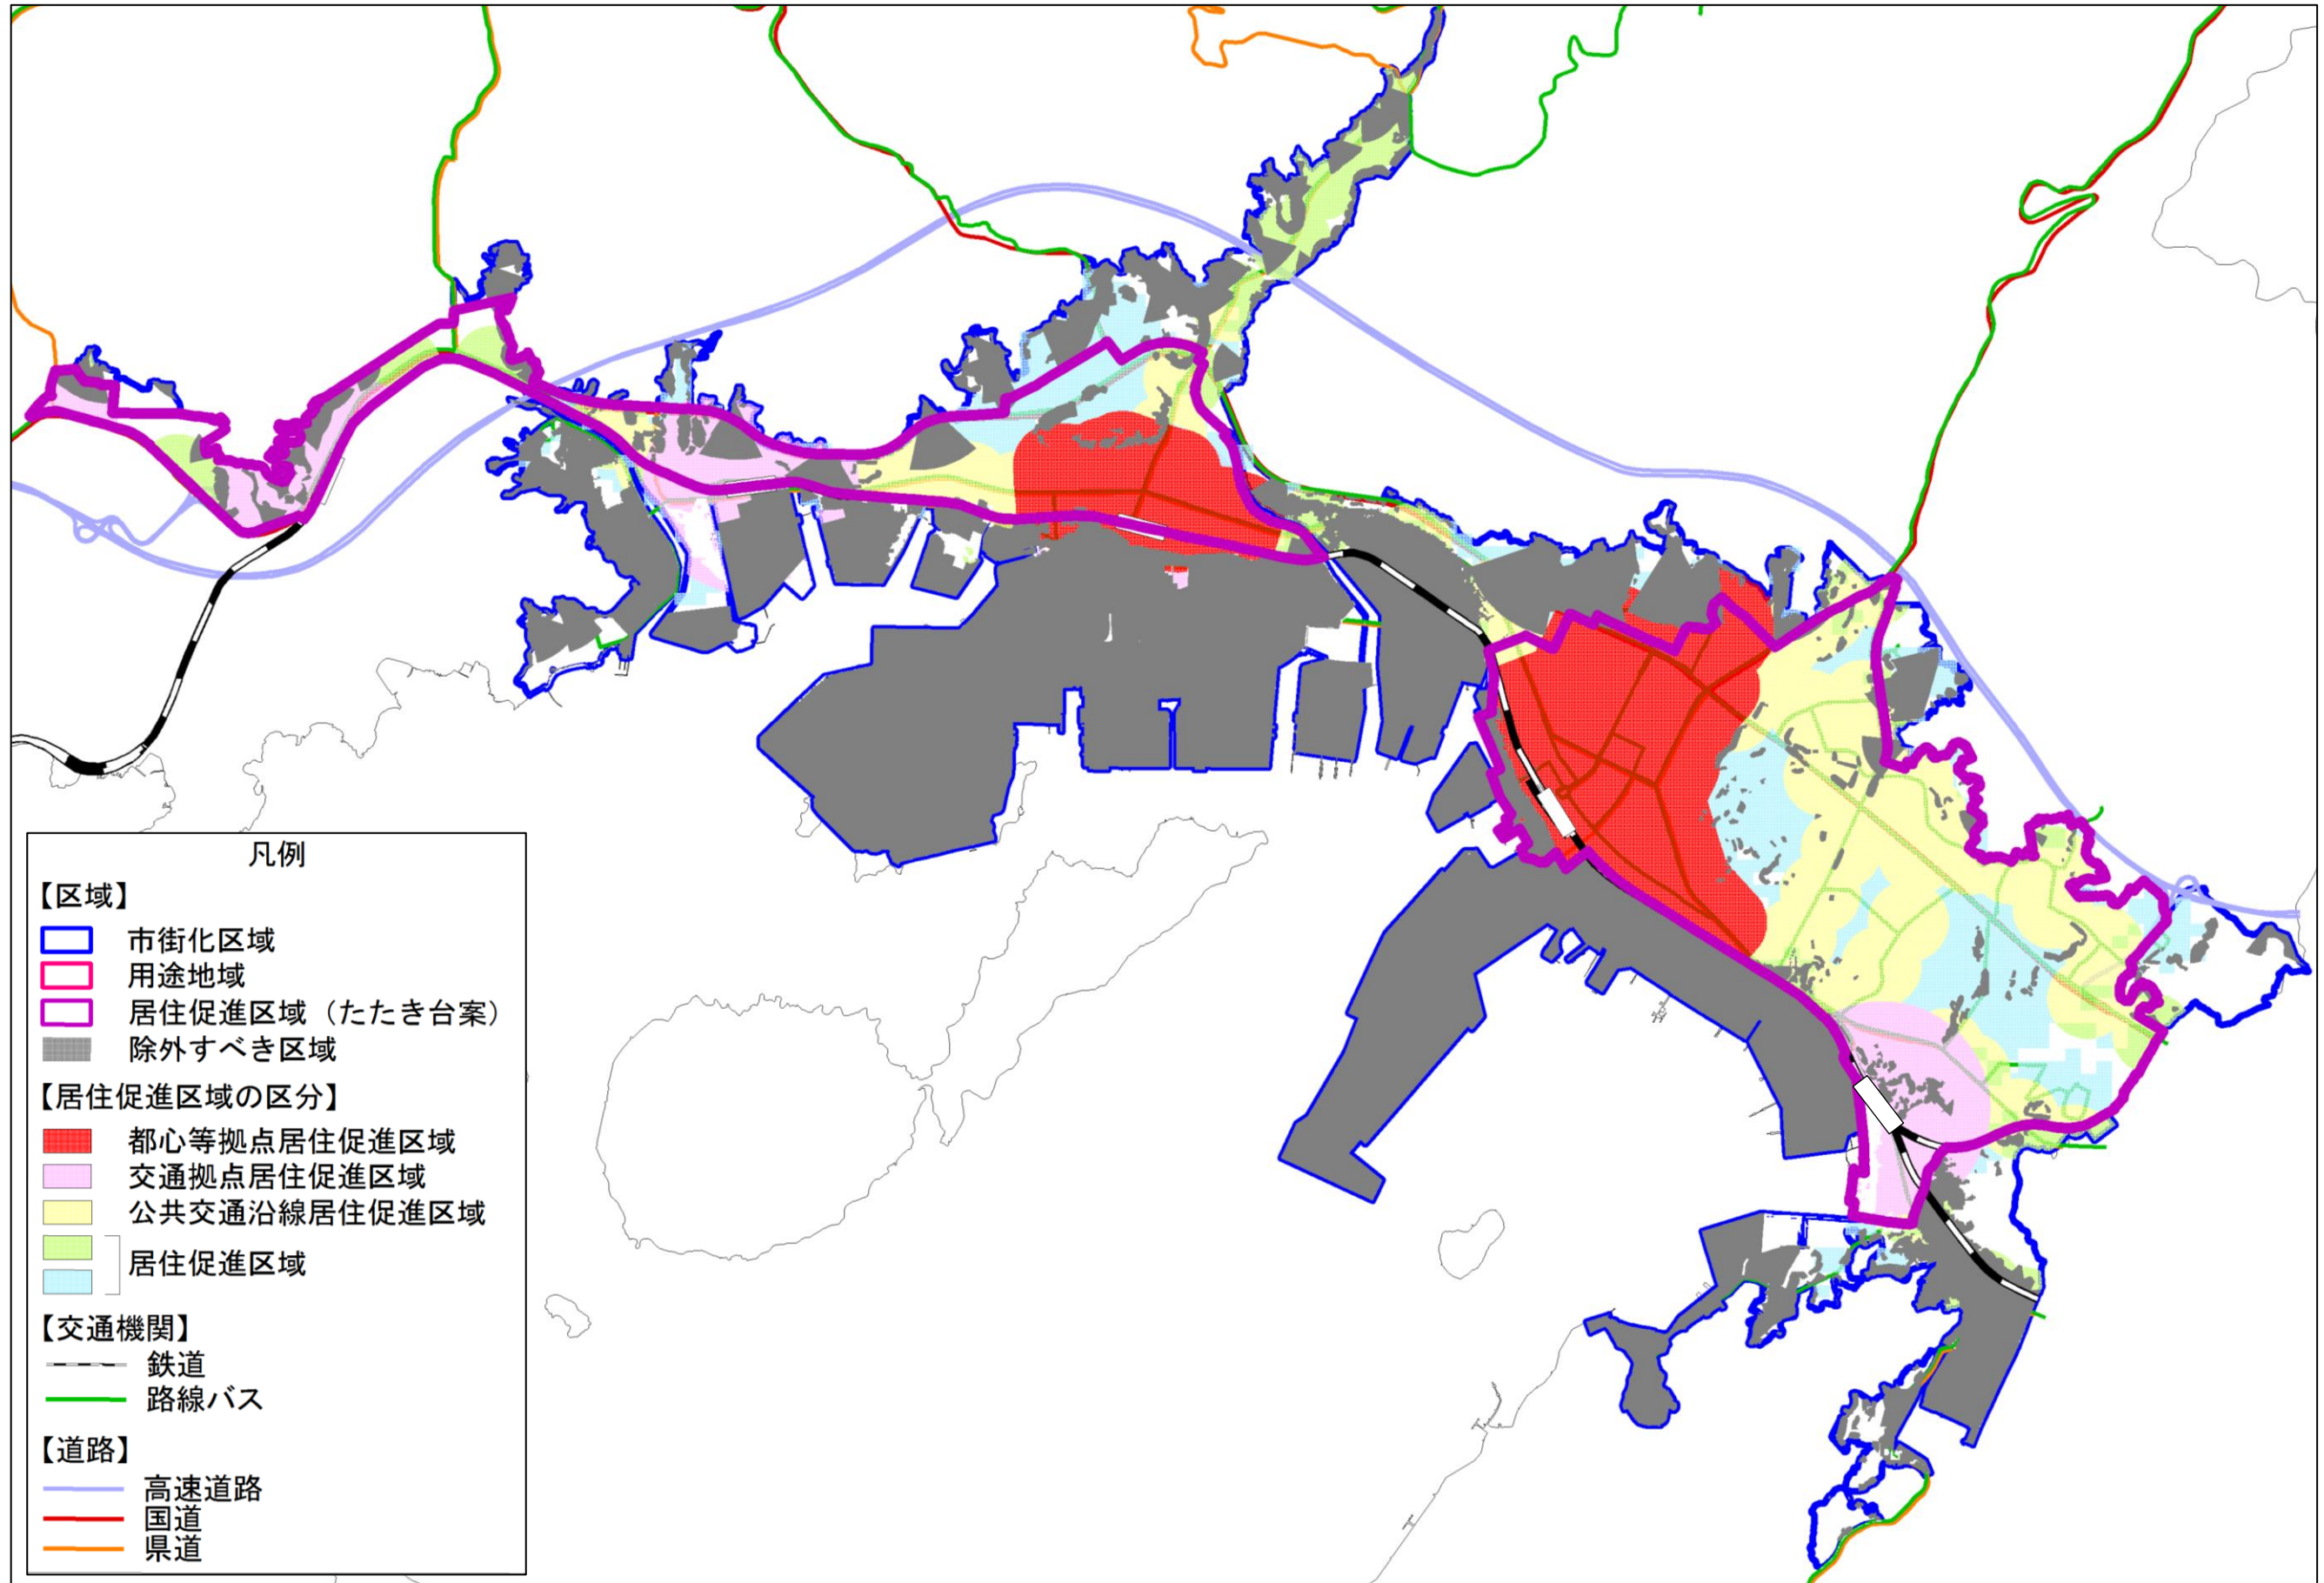 凡例
【区域】
市街化区域
用途地域
居住促進区域（たたき台案）
除外すべき区域
【居住促進区域の区分】
都心等拠点居住促進区域
交通拠点居住促進区域
公共交通沿線居住促進区域
居住促進区域
【交通機関】
鉄道
路線バス
【道路】
高速道路
国道
県道